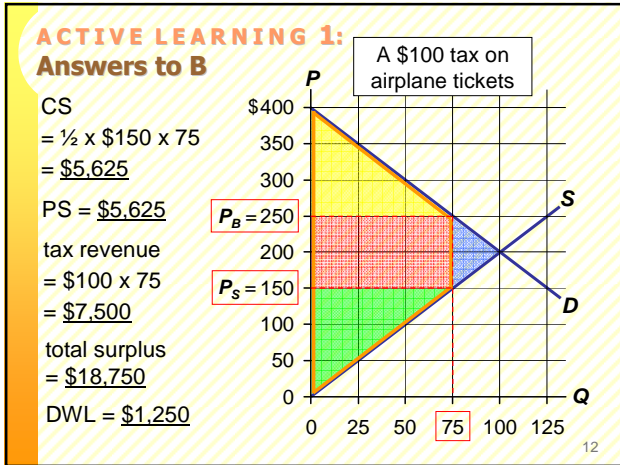 ACTIVE LEARNING 1:
Answers to B
A $100 tax on
airplane tickets
CS
= ½ x $150 x 75
= $5,625
PS = $5,625
tax revenue
= $100 x 75
= $7,500
total surplus
= $18,750
DWL = $1,250
P
$400
350
300
P_B = 250
200
P_S = 150
100
50
0
S
D
Q
0 25 50 75 100 125
12